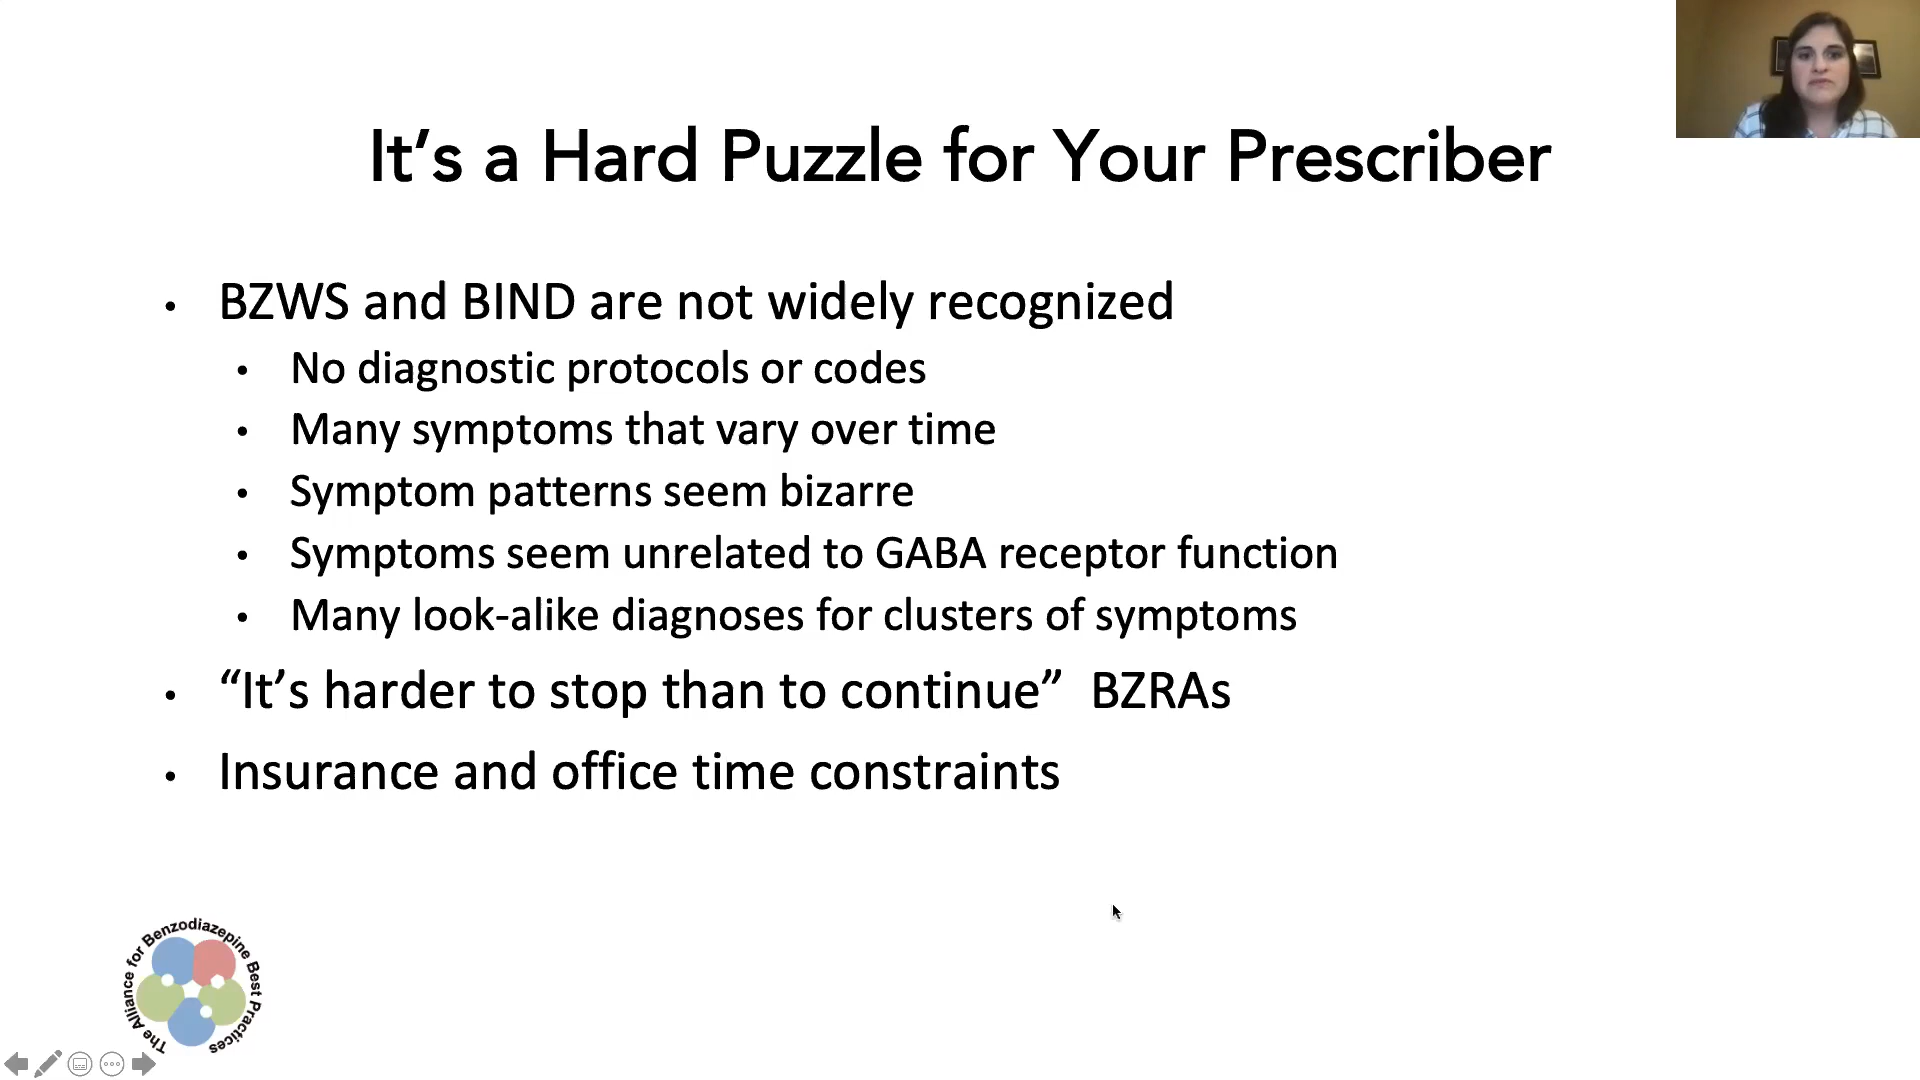 It’s a Hard Puzzle for Your Prescriber
• BZWS and BIND are not widely recognized
• No diagnostic protocols or codes
• Many symptoms that vary over time
• Symptom patterns seem bizarre
• Symptoms seem unrelated to GABA receptor function
• Many look-alike diagnoses for clusters of symptoms
• “It’s harder to stop than to continue”  BZRAs
• Insurance and office time constraints
The Alliance for Benzodiazepine Best Practices